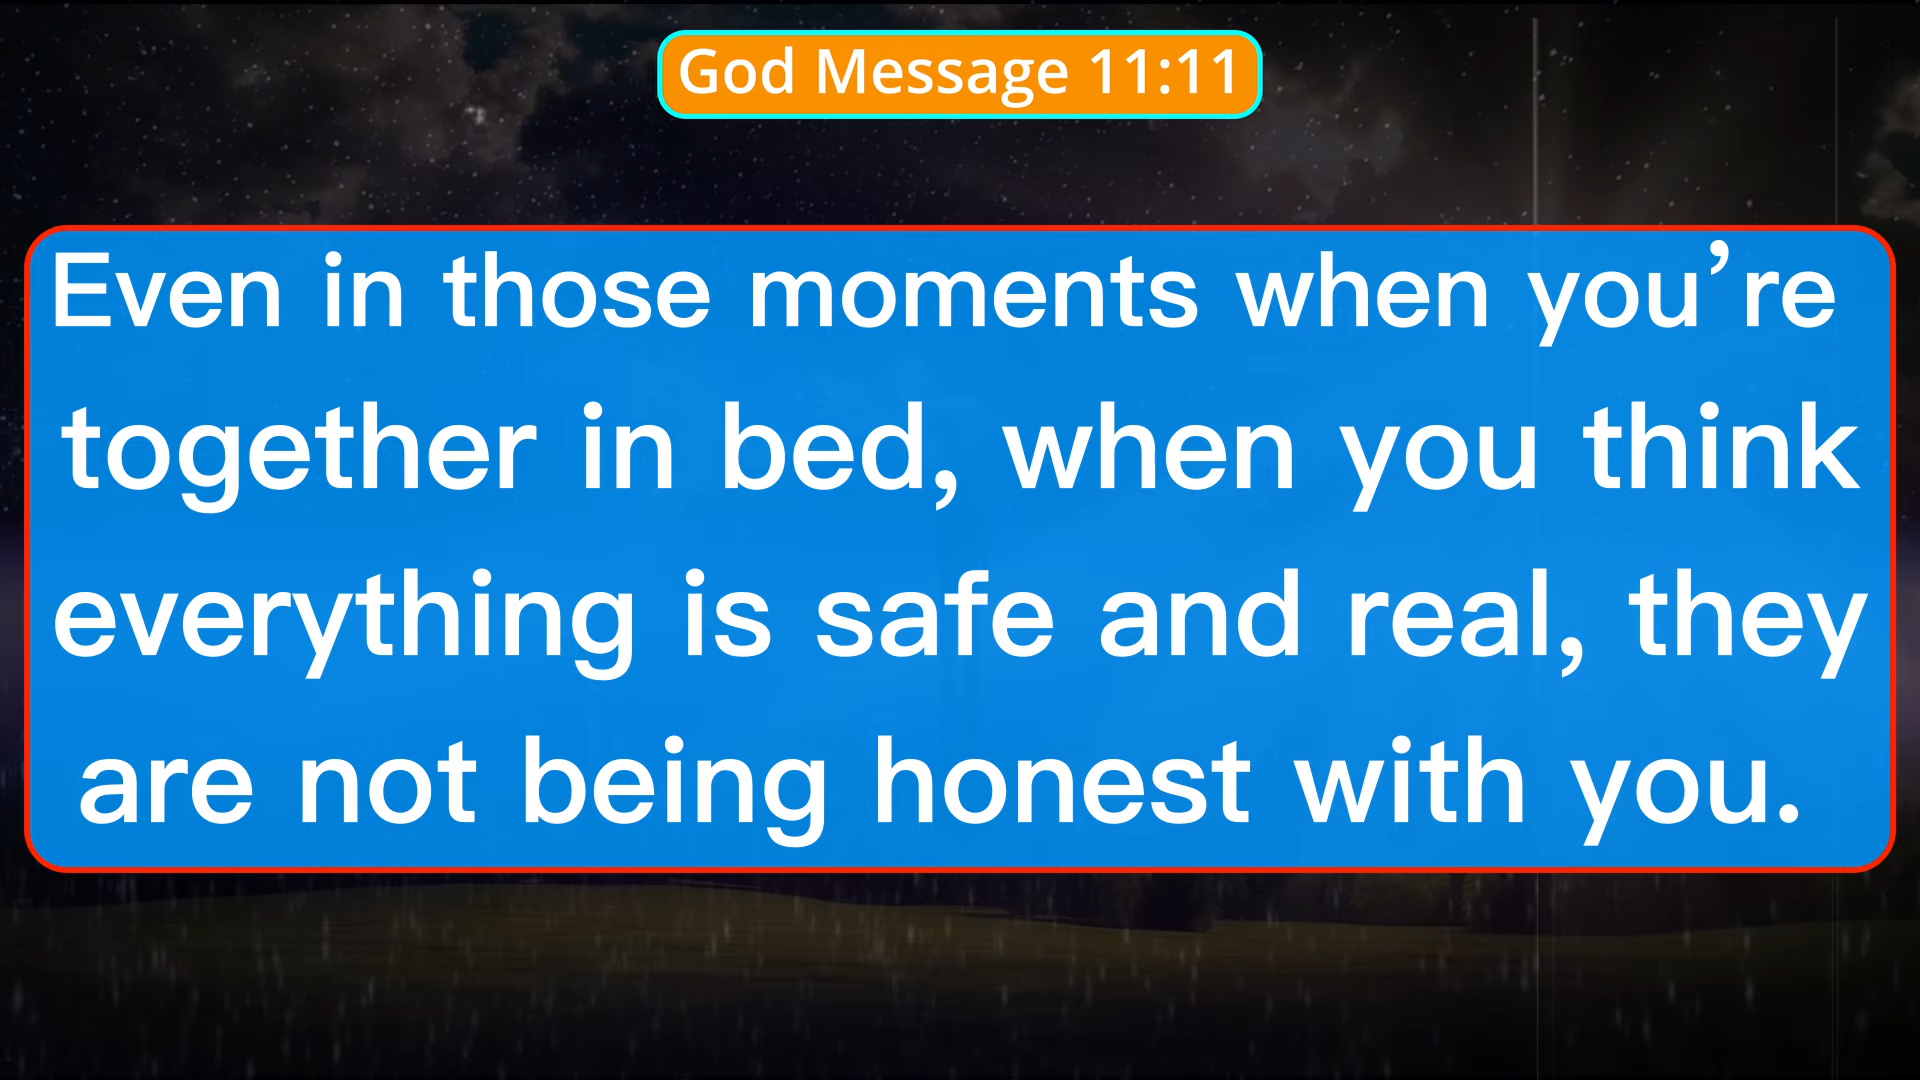 God Message 11:11
Even in those moments when you’re
together in bed, when you think
everything is safe and real, they
are not being honest with you.